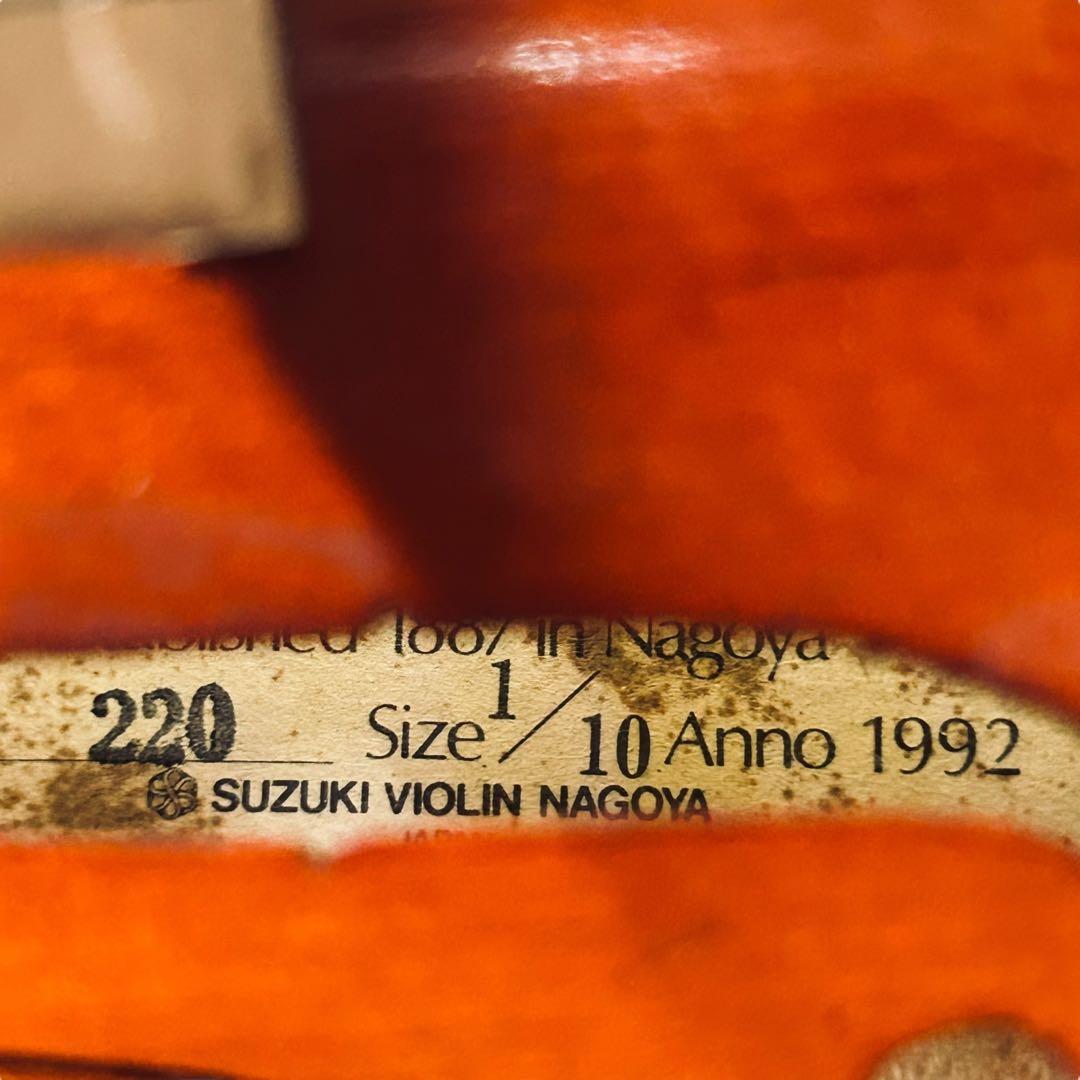 1887 in Nagoya
220 Size 1/10 Anno 1992
SUZUKI VIOLIN NAGOYA